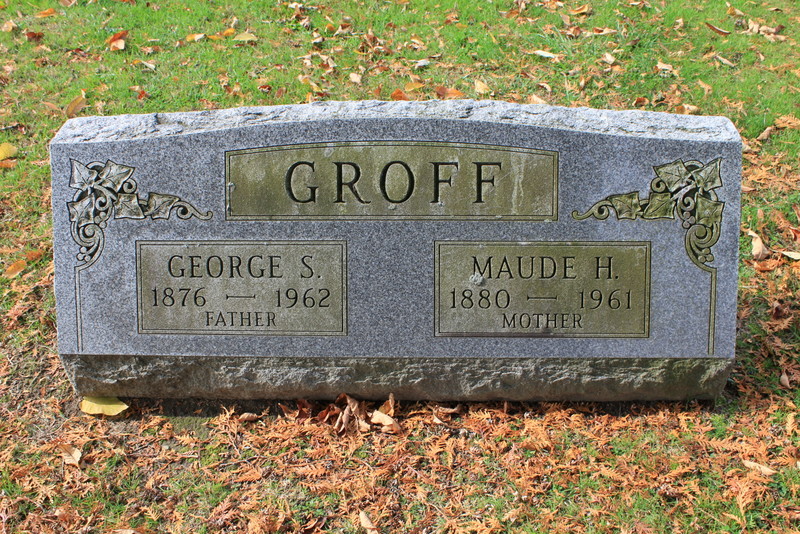 GROFF
GEORGE S.
1876 — 1962
FATHER
MAUDE H.
1880 — 1961
MOTHER